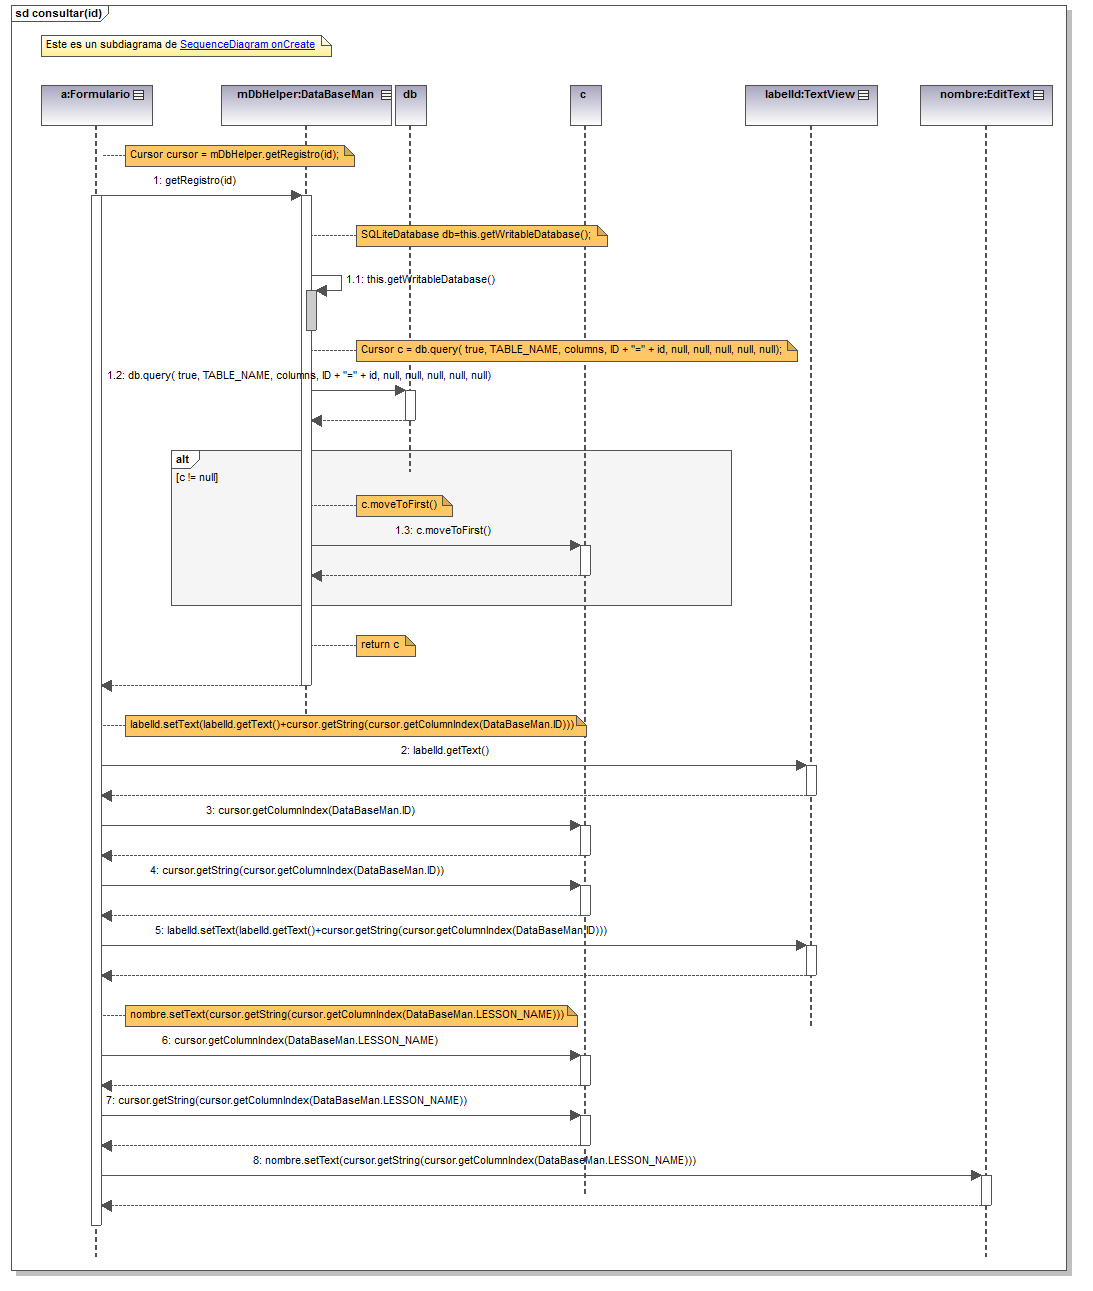 sd consultar(id)
Este es un subdiagrama de SequenceDiagram onCreate
a:Formulario
mDbHelper:DataBaseMan
db
c
labelId:TextView
nombre:EditText
Cursor cursor = mDbHelper.getRegistro(id);
1: getRegistro(id)
SQLiteDatabase db=this.getWritableDatabase();
1.1: this.getWritableDatabase()
Cursor c = db.query( true, TABLE_NAME, columns, ID + "=" + id, null, null, null, null, null);
1.2: db.query( true, TABLE_NAME, columns, ID + "=" + id, null, null, null, null, null)
alt
[c != null]
c.moveToFirst()
1.3: c.moveToFirst()
return c
labelId.setText(labelId.getText()+cursor.getString(cursor.getColumnIndex(DataBaseMan.ID)))
2: labelId.getText()
3: cursor.getColumnIndex(DataBaseMan.ID)
4: cursor.getString(cursor.getColumnIndex(DataBaseMan.ID))
5: labelId.setText(labelId.getText()+cursor.getString(cursor.getColumnIndex(DataBaseMan.ID)))
nombre.setText(cursor.getString(cursor.getColumnIndex(DataBaseMan.LESSON_NAME)))
6: cursor.getColumnIndex(DataBaseMan.LESSON_NAME)
7: cursor.getString(cursor.getColumnIndex(DataBaseMan.LESSON_NAME))
8: nombre.setText(cursor.getString(cursor.getColumnIndex(DataBaseMan.LESSON_NAME)))